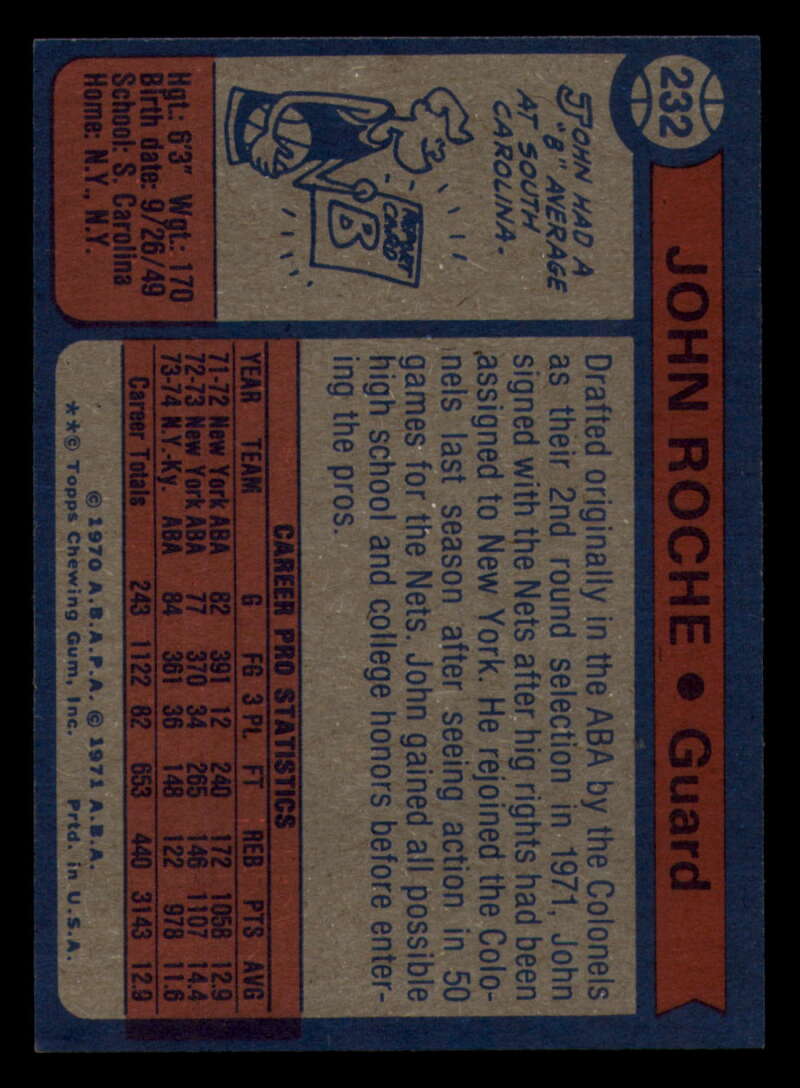 232
JOHN ROCHE • Guard
JOHN HAD A
"B" AVERAGE
AT SOUTH
CAROLINA.
REPORT
CARD
B
Hgt.: 6'3" Wgt.: 170
Birth date: 9/26/49
School: S. Carolina
Home: N.Y., N.Y.
Drafted originally in the ABA by the Colonels
as their 2nd round selection in 1971, John
signed with the Nets after hig rights had been
assigned to New York. He rejoined the Colo-
nels last season after seeing action in 50
games for the Nets. John gained all possible
high school and college honors before enter-
ing the pros.
CAREER PRO STATISTICS
YEAR TEAM G FG 3 Pt. FT REB PTS AVG
71-72 New York ABA 82 391 12 240 172 1058 12.9
72-73 New York ABA 77 370 34 265 146 1107 14.4
73-74 N.Y.-Ky. ABA 84 361 36 148 122 978 11.6
Career Totals 243 1122 82 653 440 3143 12.9
© 1970 A.B.A.P.A. © 1971 A.B.A.
**© Topps Chewing Gum, Inc. Prtd. in U.S.A.